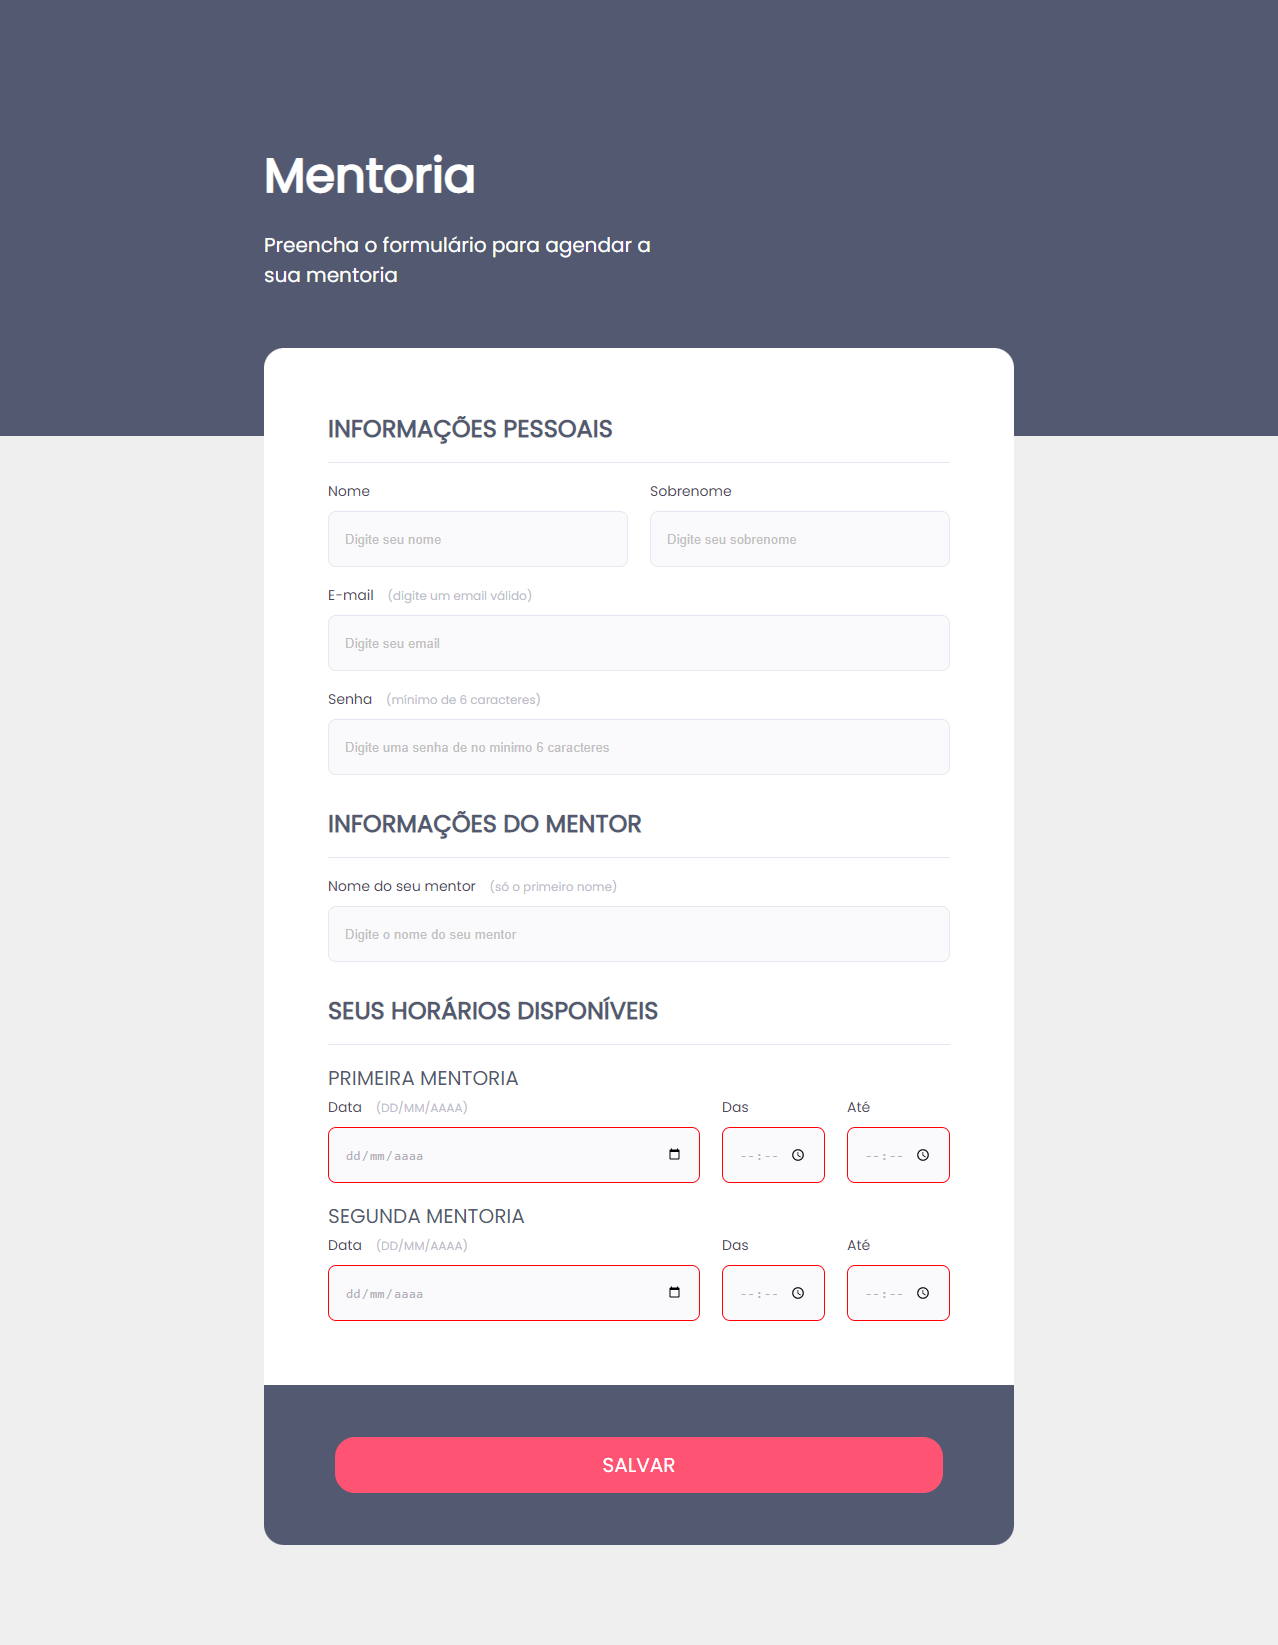 Mentoria
Preencha o formulário para agendar a
sua mentoria
INFORMAÇÕES PESSOAIS
Nome Sobrenome
Digite seu nome Digite seu sobrenome
E-mail (digite um email válido)
Digite seu email
Senha (mínimo de 6 caracteres)
Digite uma senha de no minimo 6 caracteres
INFORMAÇÕES DO MENTOR
Nome do seu mentor (só o primeiro nome)
Digite o nome do seu mentor
SEUS HORÁRIOS DISPONÍVEIS
PRIMEIRA MENTORIA
Data (DD/MM/AAAA) Das Até
dd/mm/aaaa --:-- --:--
SEGUNDA MENTORIA
Data (DD/MM/AAAA) Das Até
dd/mm/aaaa --:-- --:--
SALVAR